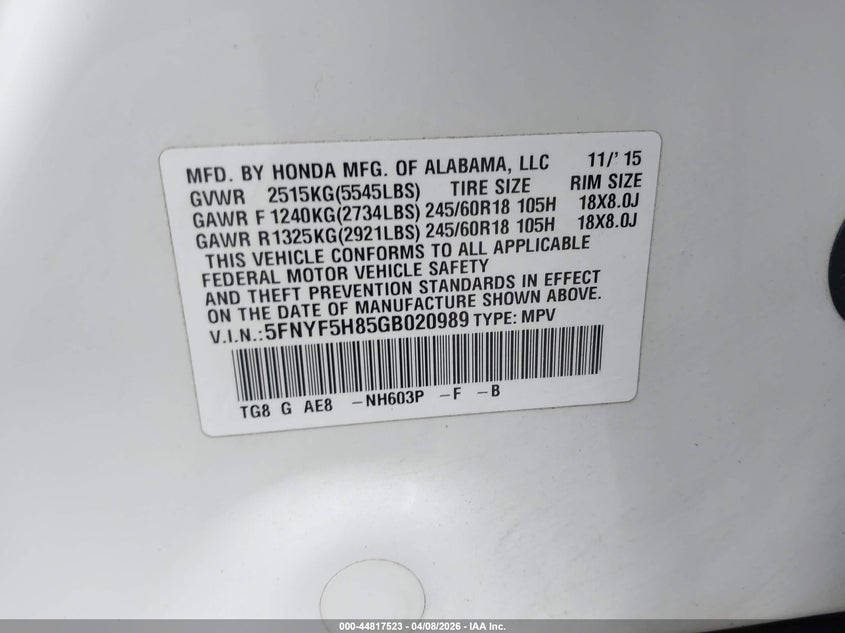 MFD. BY HONDA MFG. OF ALABAMA, LLC 11/' 15
GVWR 2515KG(5545LBS) TIRE SIZE RIM SIZE
GAWR F 1240KG(2734LBS) 245/60R18 105H 18X8.0J
GAWR R1325KG(2921LBS) 245/60R18 105H 18X8.0J
THIS VEHICLE CONFORMS TO ALL APPLICABLE
FEDERAL MOTOR VEHICLE SAFETY
AND THEFT PREVENTION STANDARDS IN EFFECT
ON THE DATE OF MANUFACTURE SHOWN ABOVE.
V.I.N.:5FNYF5H85GB020989 TYPE: MPV
TG8 G AE8 -NH603P -F -B
000-44817523 - 04/08/2026 - IAA Inc.